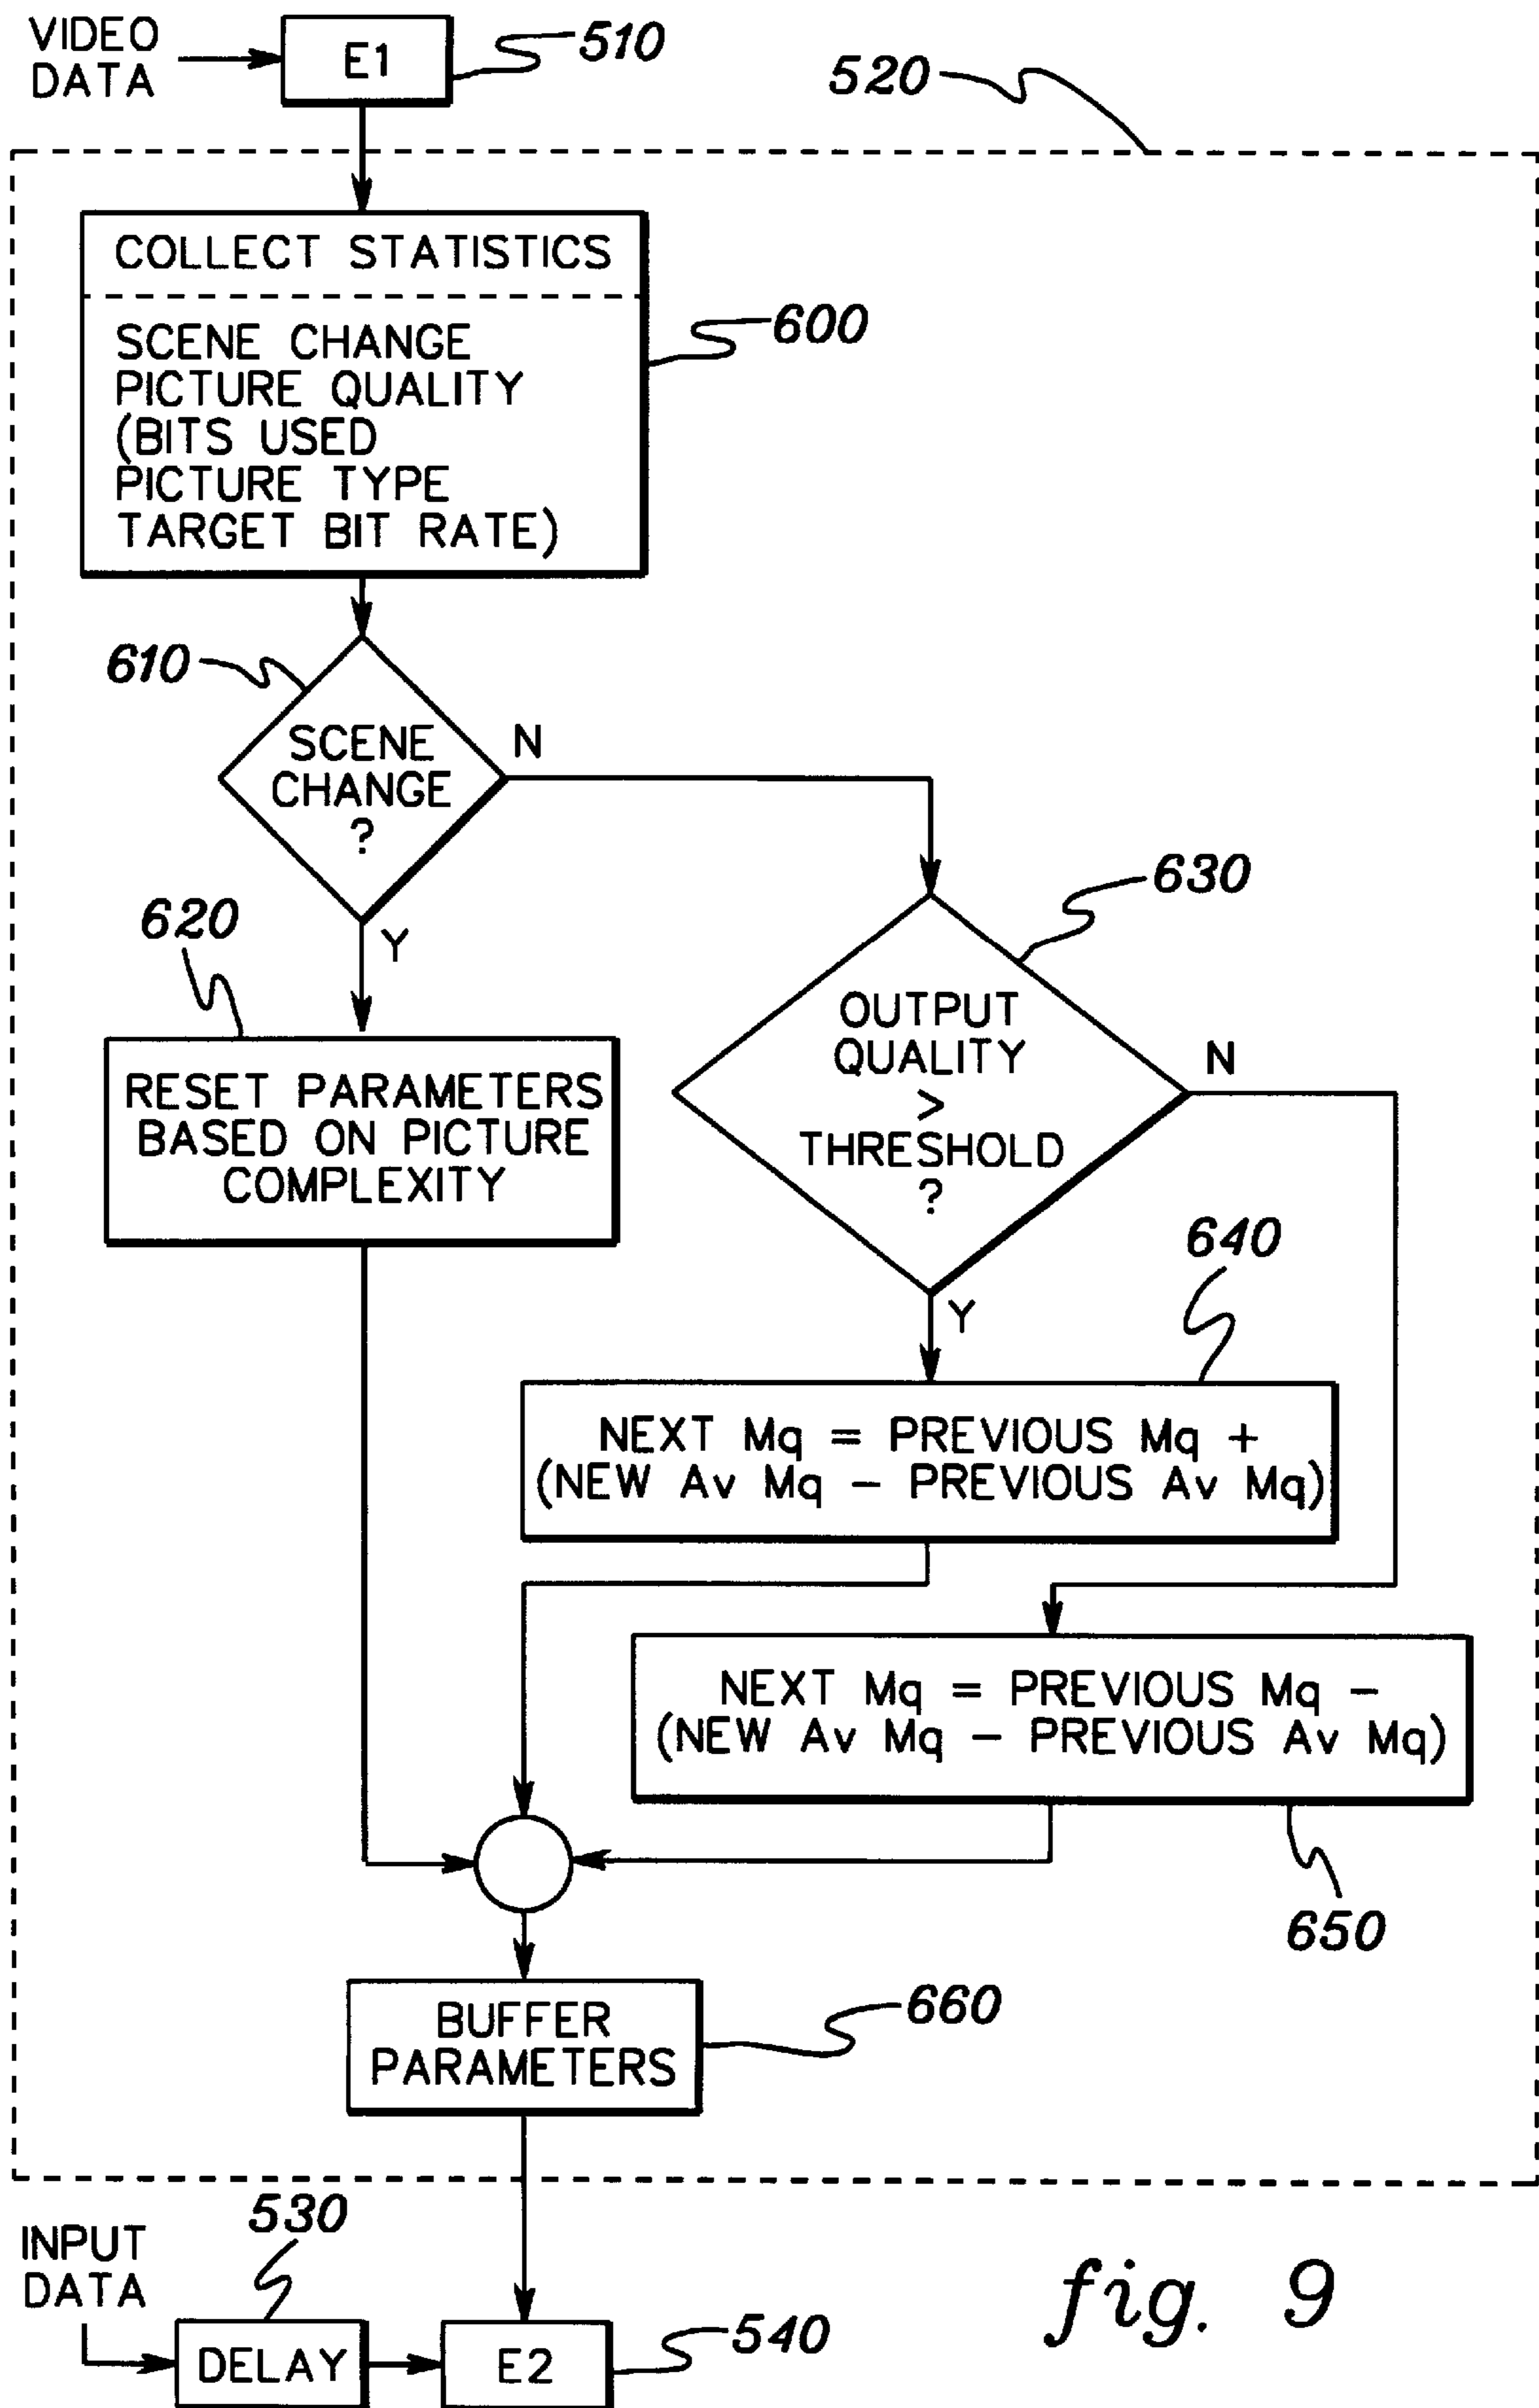 VIDEO
DATA
E1
510
520
COLLECT STATISTICS
SCENE CHANGE
PICTURE QUALITY
(BITS USED
PICTURE TYPE
TARGET BIT RATE)
600
610
SCENE
CHANGE
?
N
Y
620
RESET PARAMETERS
BASED ON PICTURE
COMPLEXITY
630
OUTPUT
QUALITY
>
THRESHOLD
?
N
Y
640
NEXT Mq = PREVIOUS Mq +
(NEW Av Mq - PREVIOUS Av Mq)
NEXT Mq = PREVIOUS Mq -
(NEW Av Mq - PREVIOUS Av Mq)
650
BUFFER
PARAMETERS
660
INPUT
DATA
530
DELAY
E2
540
fig. 9